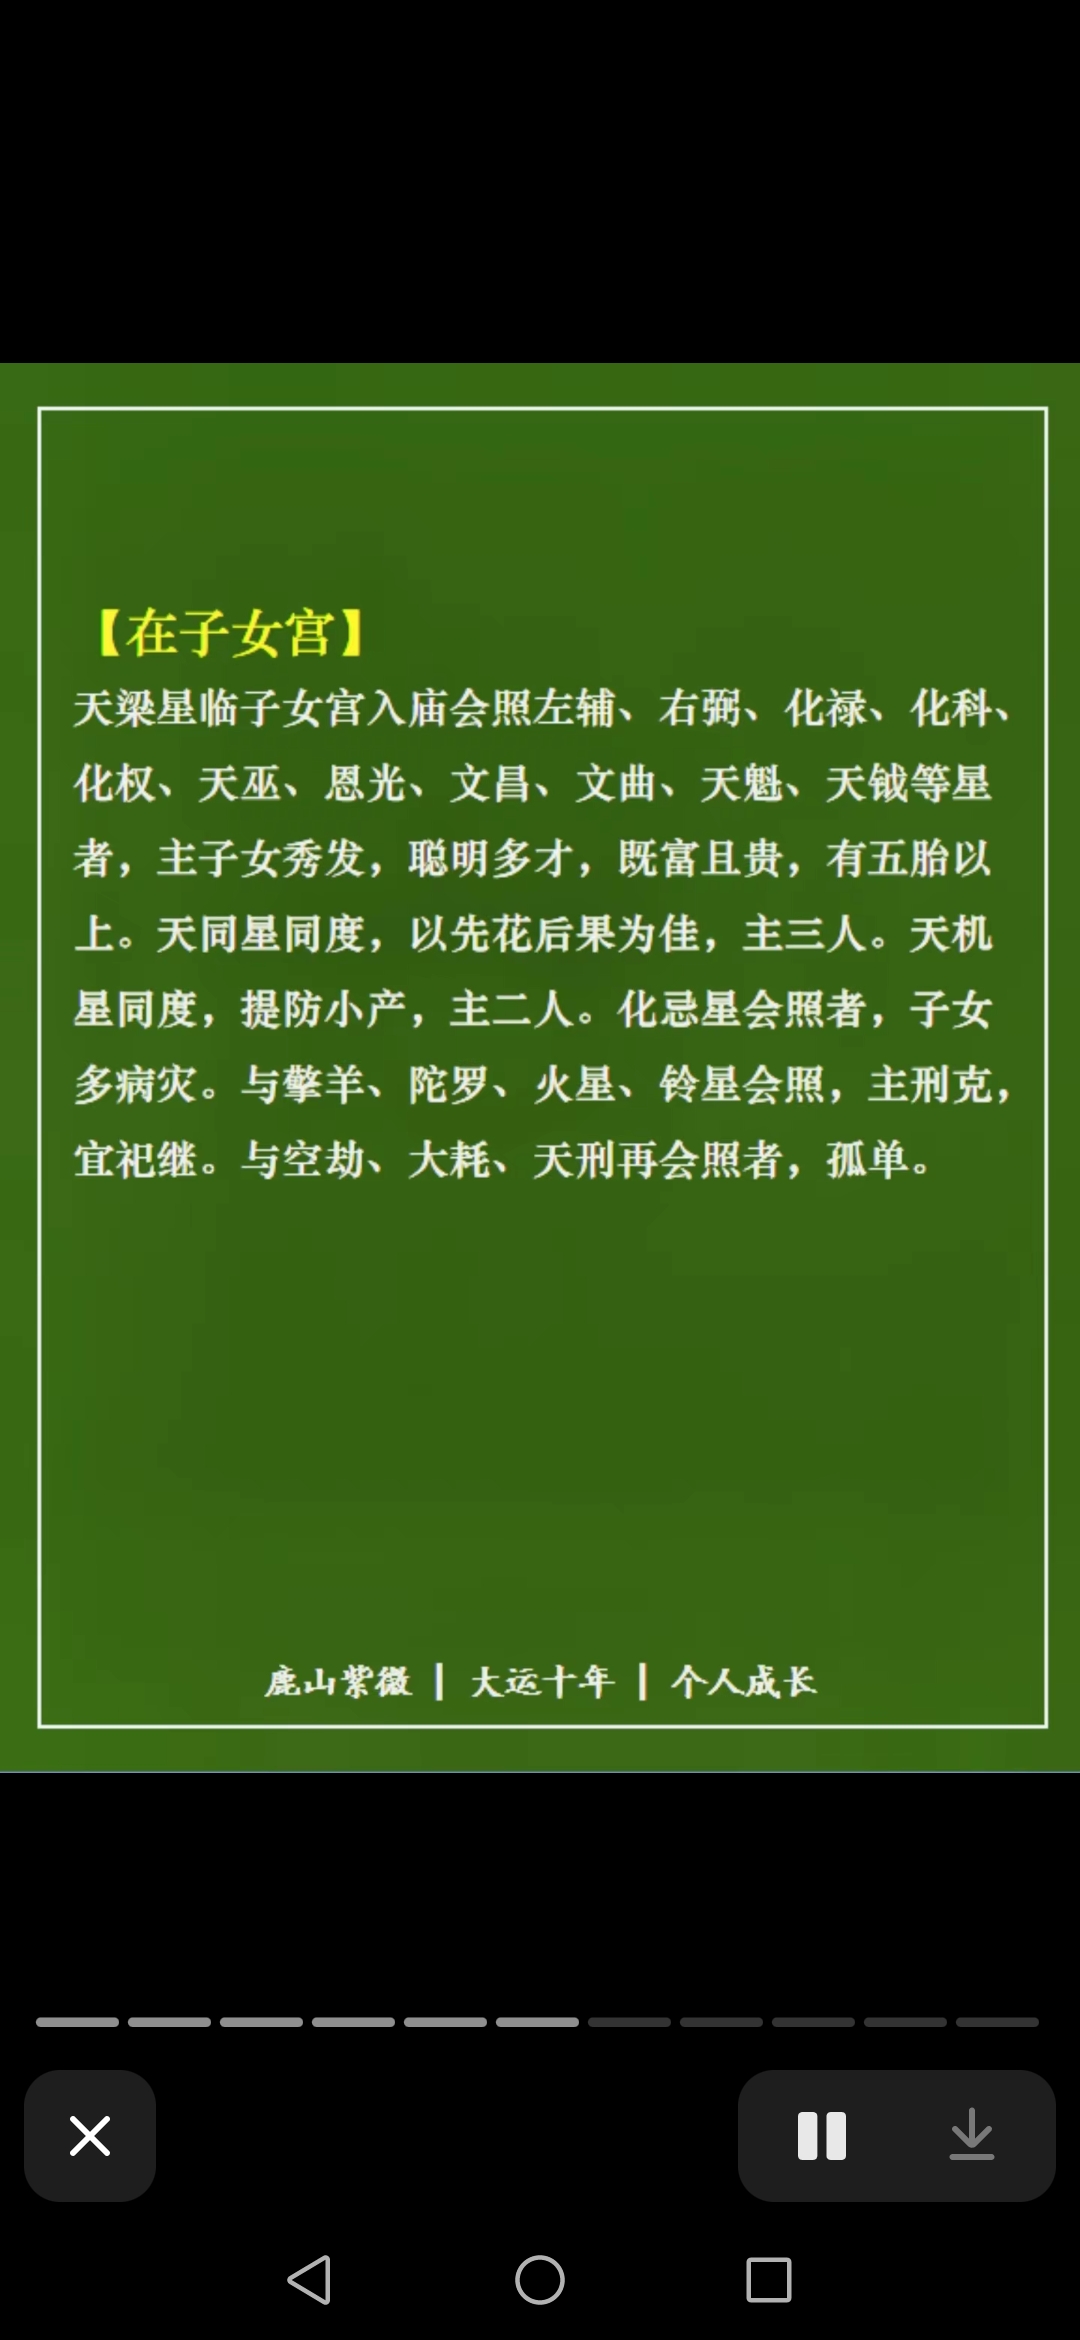 【在子女宫】
天梁星临子女宫入庙会照左辅、右弼、化禄、化科、
化权、天巫、恩光、文昌、文曲、天魁、天钺等星
者，主子女秀发，聪明多才，既富且贵，有五胎以
上。天同星同度，以先花后果为佳，主三人。天机
星同度，提防小产，主二人。化忌星会照者，子女
多病灾。与擎羊、陀罗、火星、铃星会照，主刑克，
宜祀继。与空劫、大耗、天刑再会照者，孤单。
鹿山紫微 | 大运十年 | 个人成长